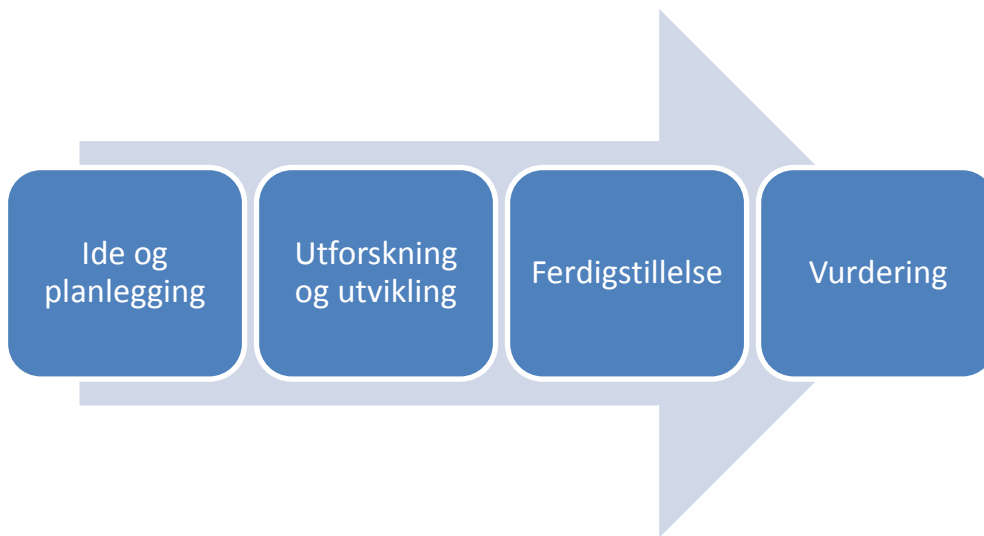 Ide og
planlegging
Utforskning
og utvikling
Ferdigstillelse
Vurdering